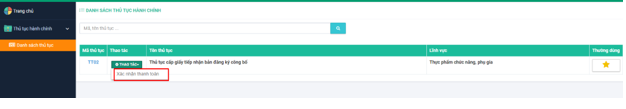 Trang chủ
DANH SÁCH THỦ TỤC HÀNH CHÍNH
Thủ tục hành chính
Danh sách thủ tục
Mã, tên thủ tục ...
Mã thủ tục Thao tác Tên thủ tục Lĩnh vực Thường dùng
TT02 THAO TÁC Thủ tục cấp giấy tiếp nhận bản đăng ký công bố Thực phẩm chức năng, phụ gia
Xác nhận thanh toán